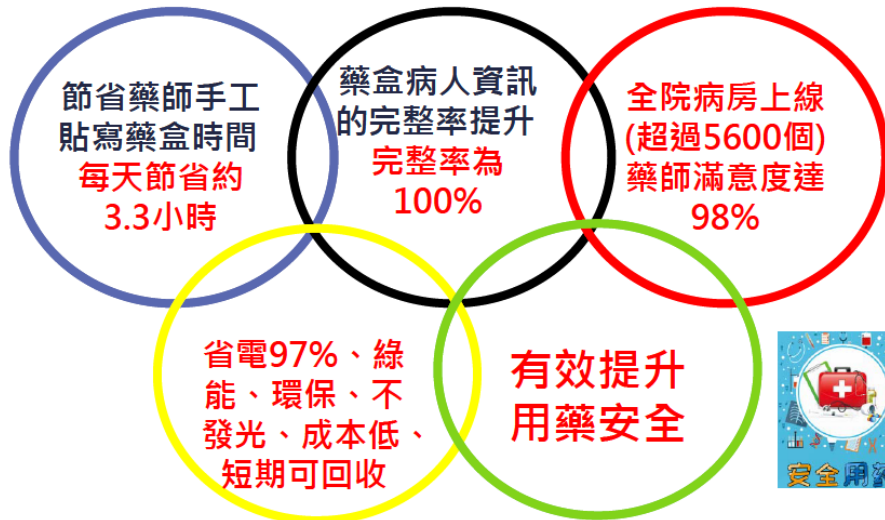 節省藥師手工
貼寫藥盒時間
每天節省約
3.3小時
藥盒病人資訊
的完整率提升
完整率為
100%
全院病房上線
(超過5600個)
藥師滿意度達
98%
省電97%、綠
能、環保、不
發光、成本低、
短期可回收
有效提升
用藥安全
安全用